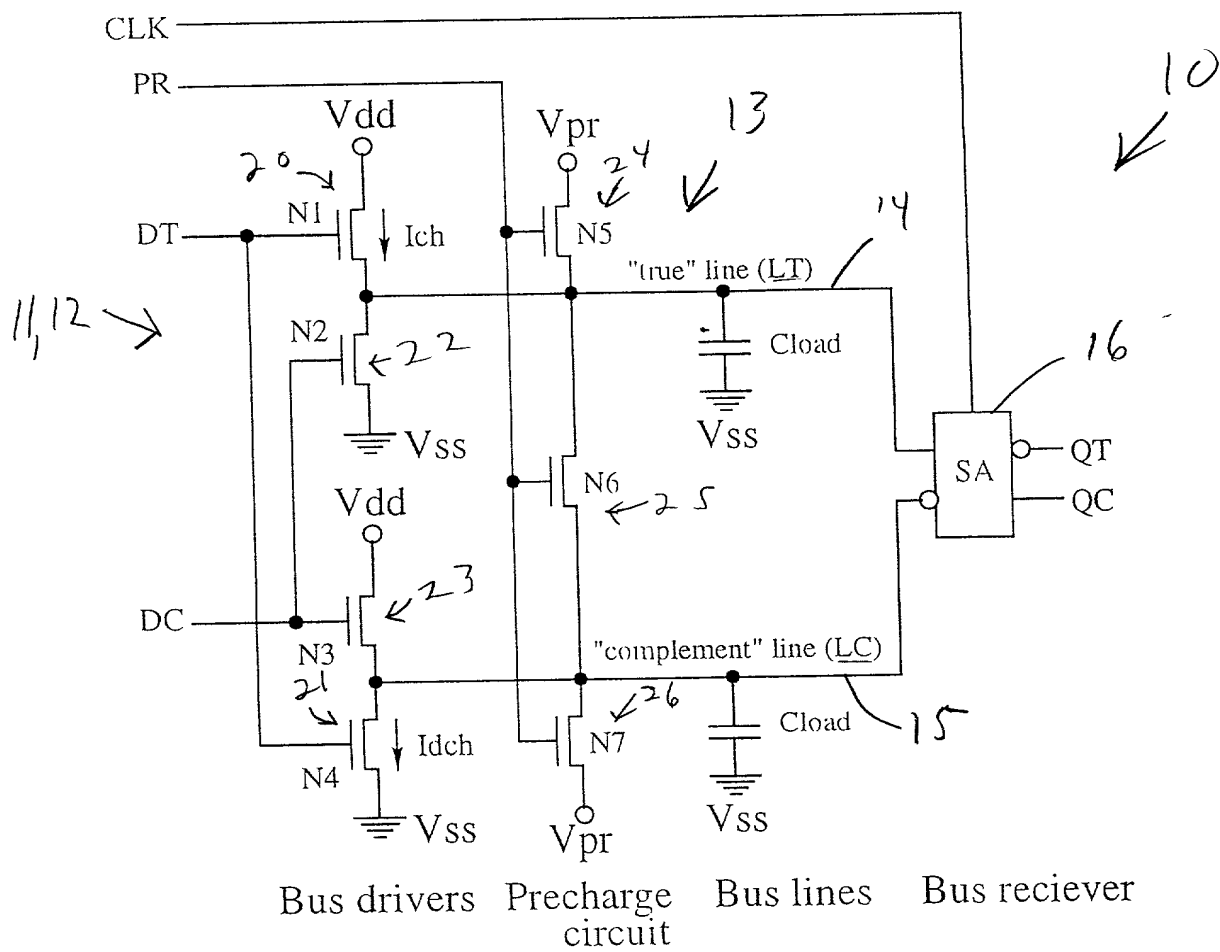 CLK
PR
10
Vdd
Vpr
13
20
24
N1
DT
Ich
N5
14
"true" line (LT)
11,12
N2
22
Cload
16
Vss
Vss
QT
SA
N6
25
QC
Vdd
23
DC
N3
"complement" line (LC)
21
26
15
Cload
Idch
N7
N4
Vss
Vpr
Vss
Bus drivers Precharge circuit Bus lines Bus reciever